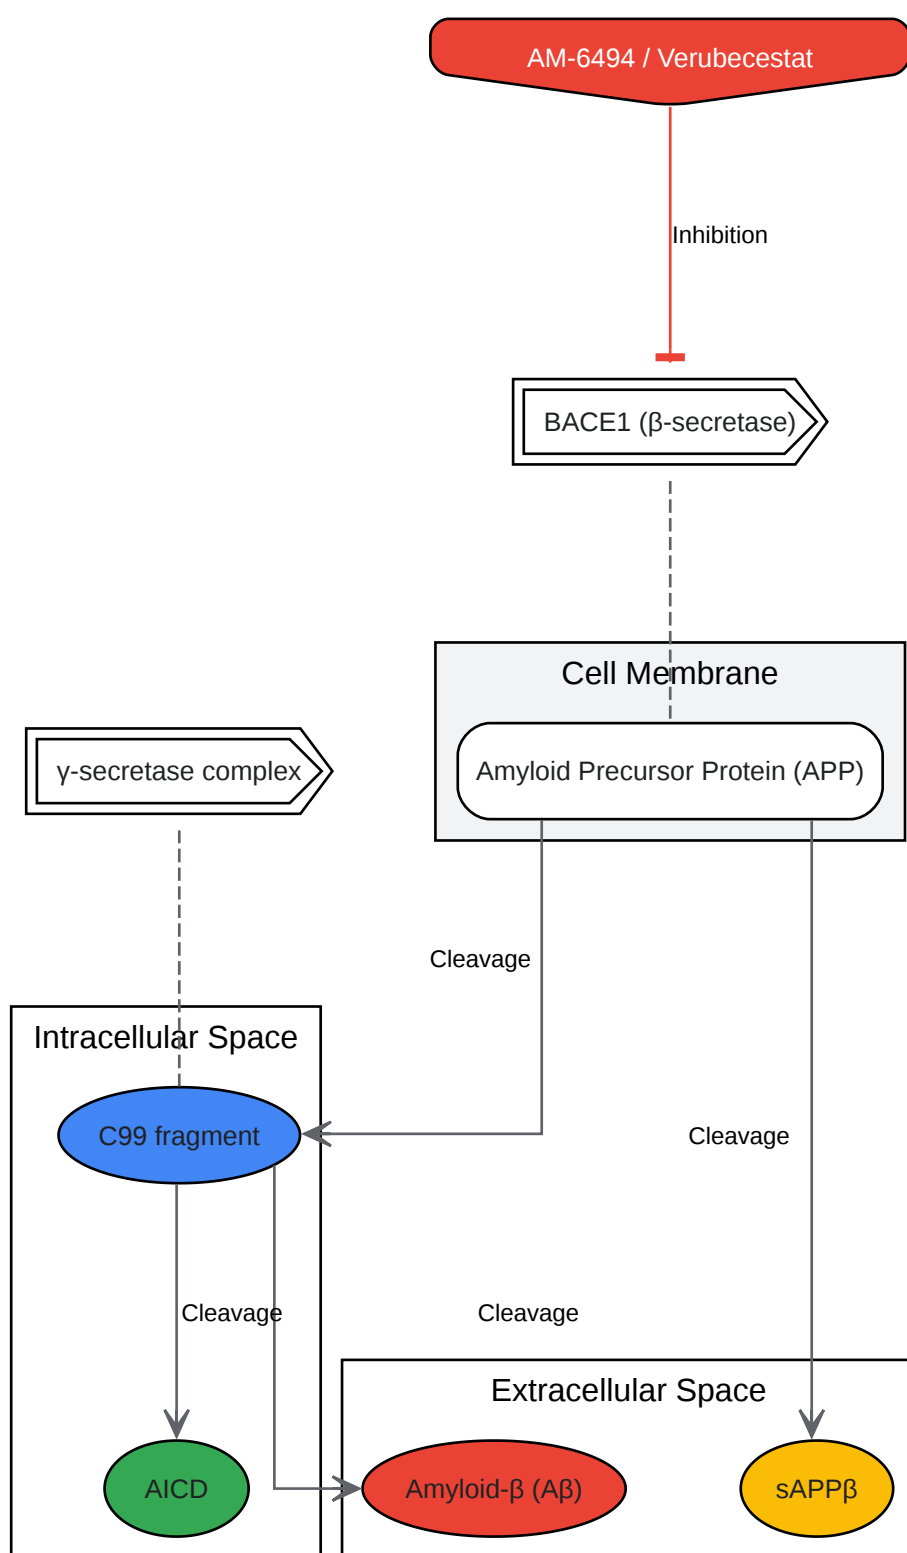 AM-6494 / Verubecestat
Inhibition
BACE1 (β-secretase)
Cell Membrane
γ-secretase complex
Amyloid Precursor Protein (APP)
Cleavage
Intracellular Space
C99 fragment
Cleavage
Cleavage
Cleavage
Extracellular Space
AICD
Amyloid-β (Aβ)
sAPPβ